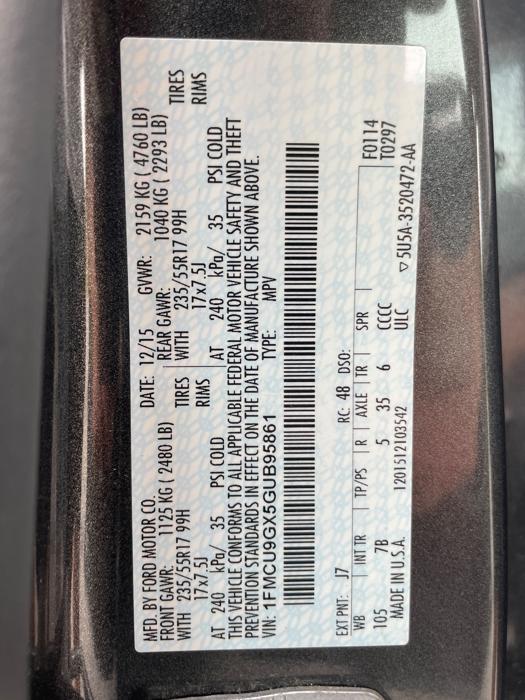 MFD. BY FORD MOTOR CO. DATE: 12/15 GVWR: 2159 KG ( 4760 LB)
FRONT GAWR: 1125 KG ( 2480 LB) REAR GAWR: 1040 KG ( 2293 LB)
WITH 235/55R17 99H TIRES WITH 235/55R17 99H TIRES
17x7.5J RIMS 17x7.5J RIMS
AT 240 kPa/ 35 PSI COLD AT 240 kPa/ 35 PSI COLD
THIS VEHICLE CONFORMS TO ALL APPLICABLE FEDERAL MOTOR VEHICLE SAFETY AND THEFT
PREVENTION STANDARDS IN EFFECT ON THE DATE OF MANUFACTURE SHOWN ABOVE.
VIN: 1FMCU9GX5GUB95861 TYPE: MPV
EXT PNT: J7 RC: 48 DSO:
WB INT TR TP/PS R AXLE TR SPR F0114
105 7B 5 35 6 CCCC T0297
MADE IN U.S.A. 1201512103542 ULC ▽5U5A-3520472-AA